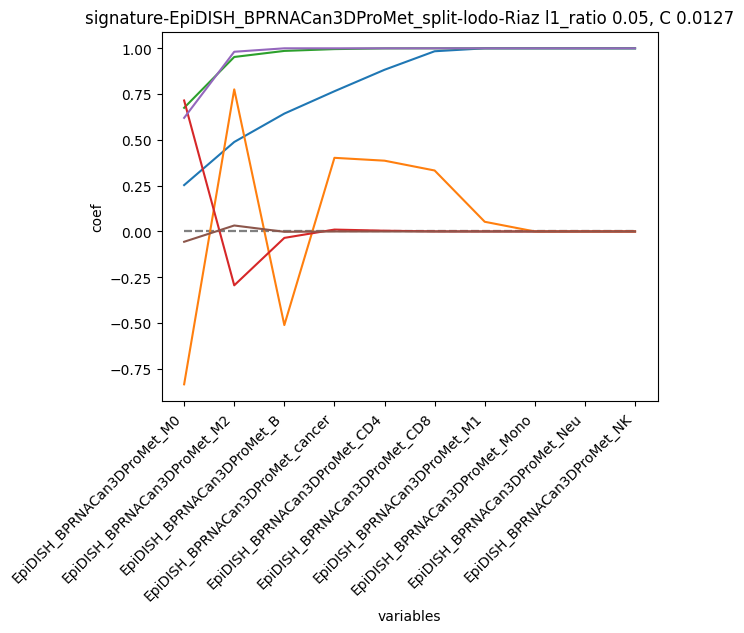 signature-EpiDISH_BPRNACan3DProMet_split-lodo-Riaz l1_ratio 0.05, C 0.0127
coef
1.00
0.75
0.50
0.25
0.00
−0.25
−0.50
−0.75
EpiDISH_BPRNACan3DProMet_M0
EpiDISH_BPRNACan3DProMet_M2
EpiDISH_BPRNACan3DProMet_B
EpiDISH_BPRNACan3DProMet_cancer
EpiDISH_BPRNACan3DProMet_CD4
EpiDISH_BPRNACan3DProMet_CD8
EpiDISH_BPRNACan3DProMet_M1
EpiDISH_BPRNACan3DProMet_Mono
EpiDISH_BPRNACan3DProMet_Neu
EpiDISH_BPRNACan3DProMet_NK
variables